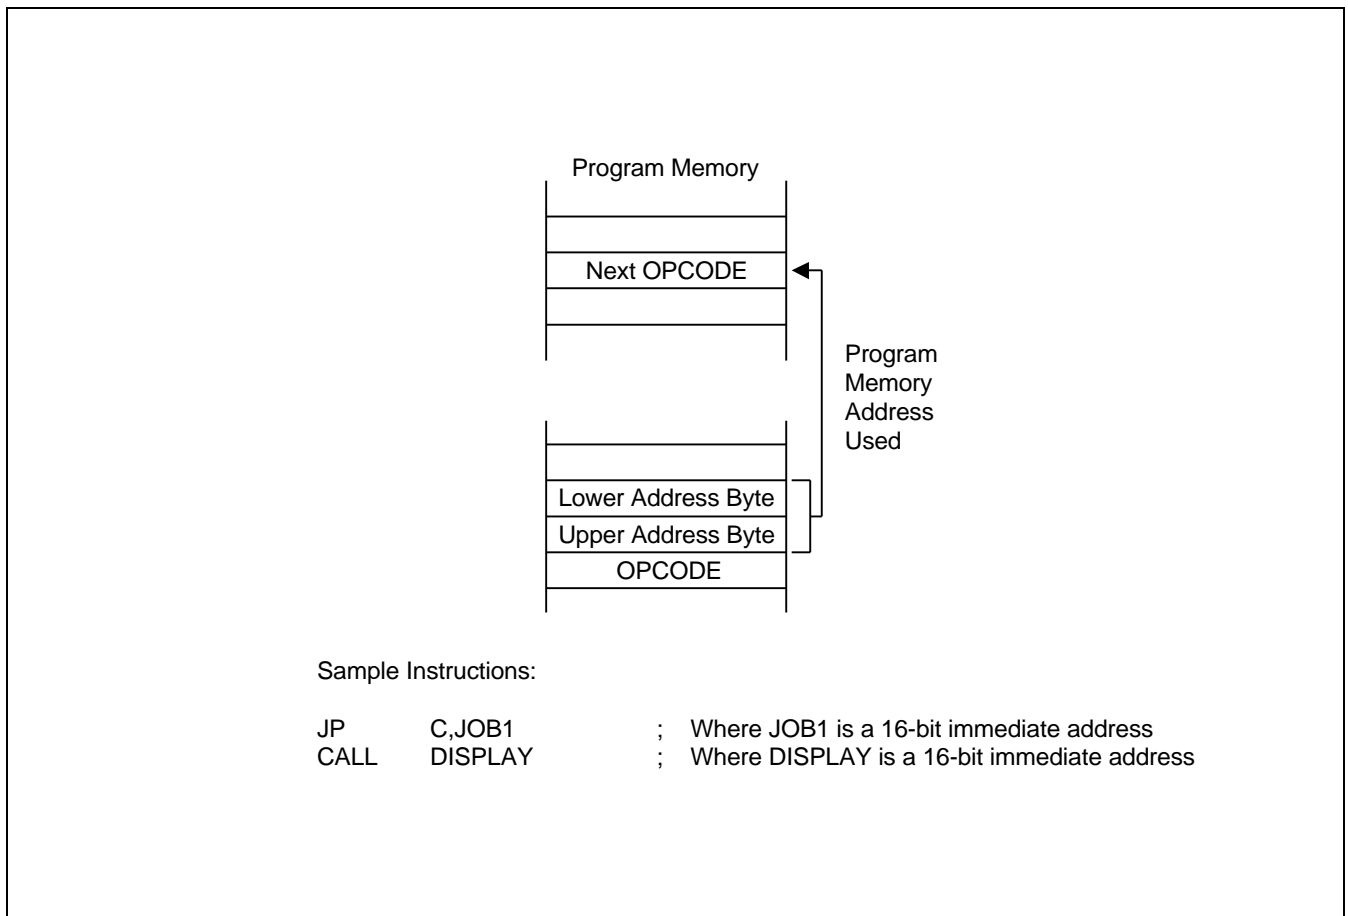 Program Memory
Next OPCODE
Program
Memory
Address
Used
Lower Address Byte
Upper Address Byte
OPCODE
Sample Instructions:
JP C,JOB1 ; Where JOB1 is a 16-bit immediate address
CALL DISPLAY ; Where DISPLAY is a 16-bit immediate address